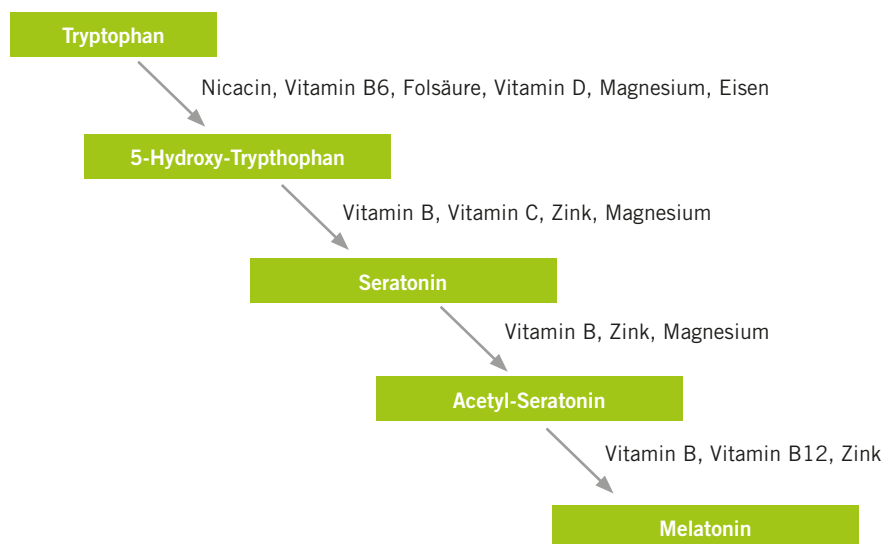 Tryptophan
Nicacin, Vitamin B6, Folsäure, Vitamin D, Magnesium, Eisen
5-Hydroxy-Trypthophan
Vitamin B, Vitamin C, Zink, Magnesium
Seratonin
Vitamin B, Zink, Magnesium
Acetyl-Seratonin
Vitamin B, Vitamin B12, Zink
Melatonin